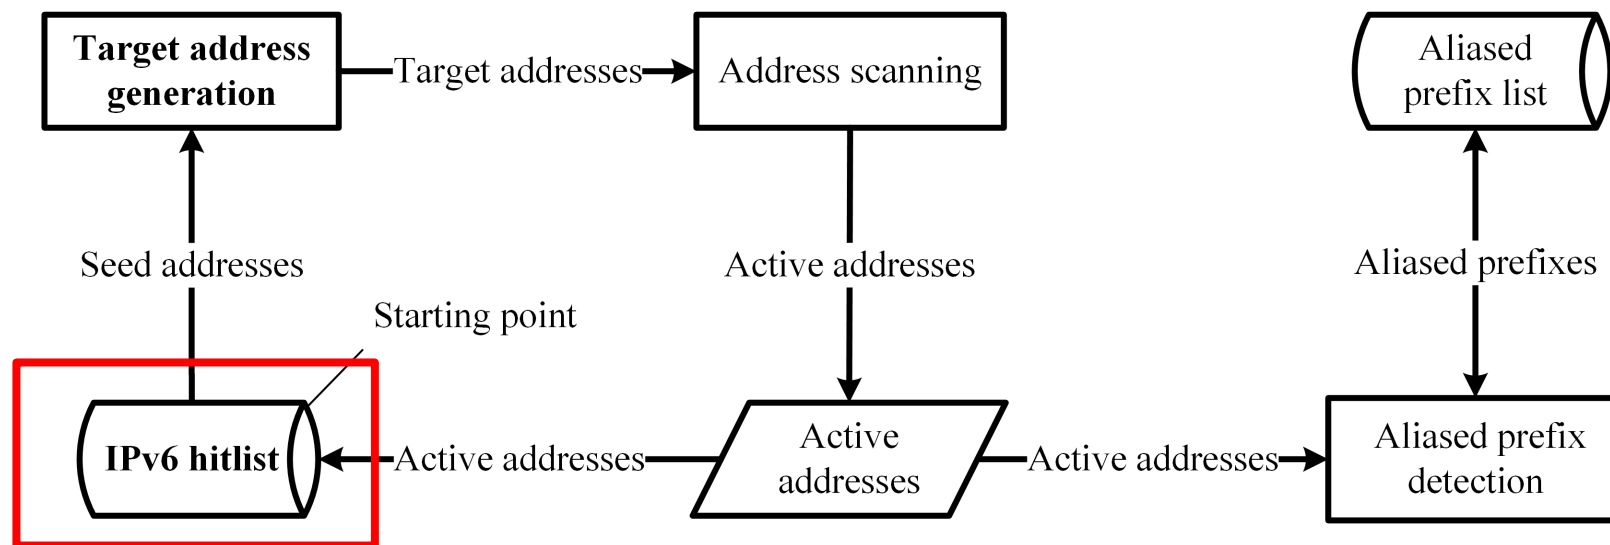 Target address
generation
Target addresses
Address scanning
Aliased
prefix list
Seed addresses
Active addresses
Aliased prefixes
Starting point
IPv6 hitlist
Active addresses
Active
addresses
Active addresses
Aliased prefix
detection